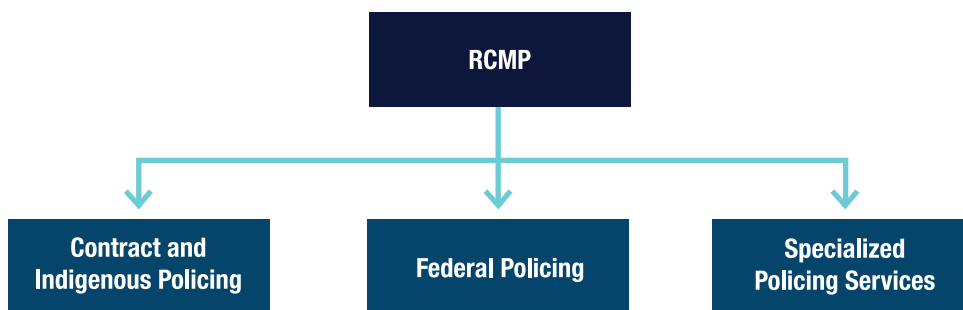 RCMP
Contract and
Indigenous Policing
Federal Policing
Specialized
Policing Services